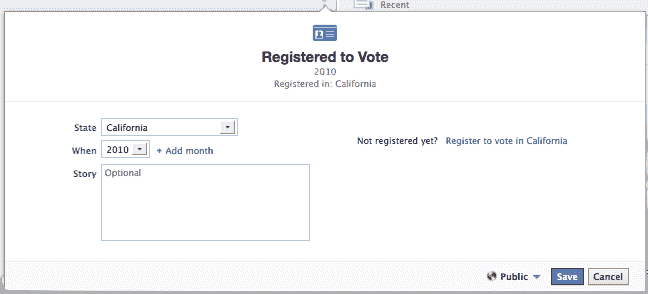 Recent
Registered to Vote
2010
Registered in: California
State California
When 2010 + Add month
Not registered yet? Register to vote in California
Story Optional
Public Save Cancel